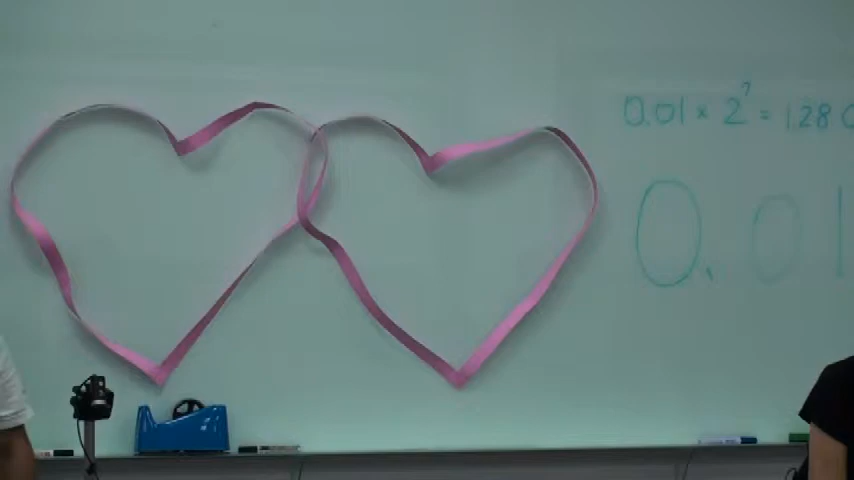 0.01 × 2⁷ = 1.28
0.01